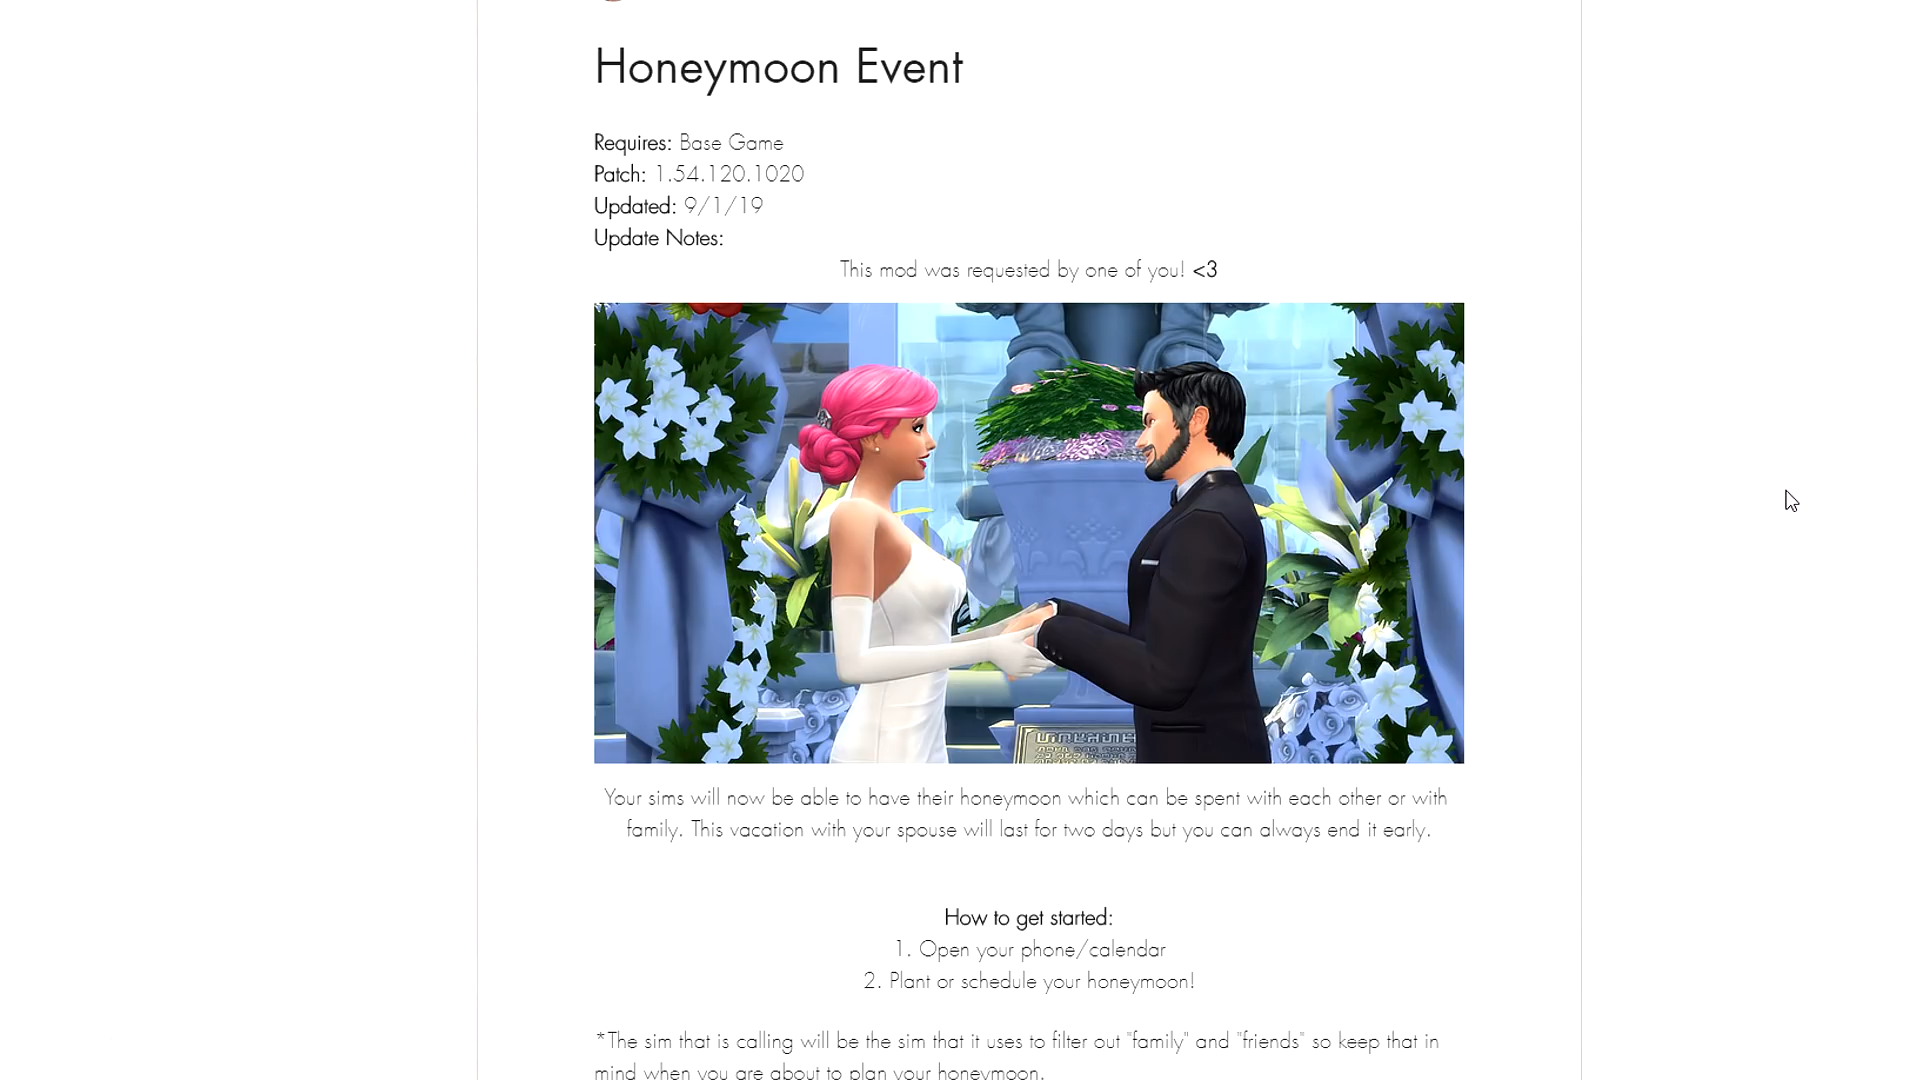 Honeymoon Event
Requires: Base Game
Patch: 1.54.120.1020
Updated: 9/1/19
Update Notes:
This mod was requested by one of you! <3
Your sims will now be able to have their honeymoon which can be spent with each other or with
family. This vacation with your spouse will last for two days but you can always end it early.
How to get started:
1. Open your phone/calendar
2. Plant or schedule your honeymoon!
*The sim that is calling will be the sim that it uses to filter out "family" and "friends" so keep that in
mind when you are about to plan your honeymoon.